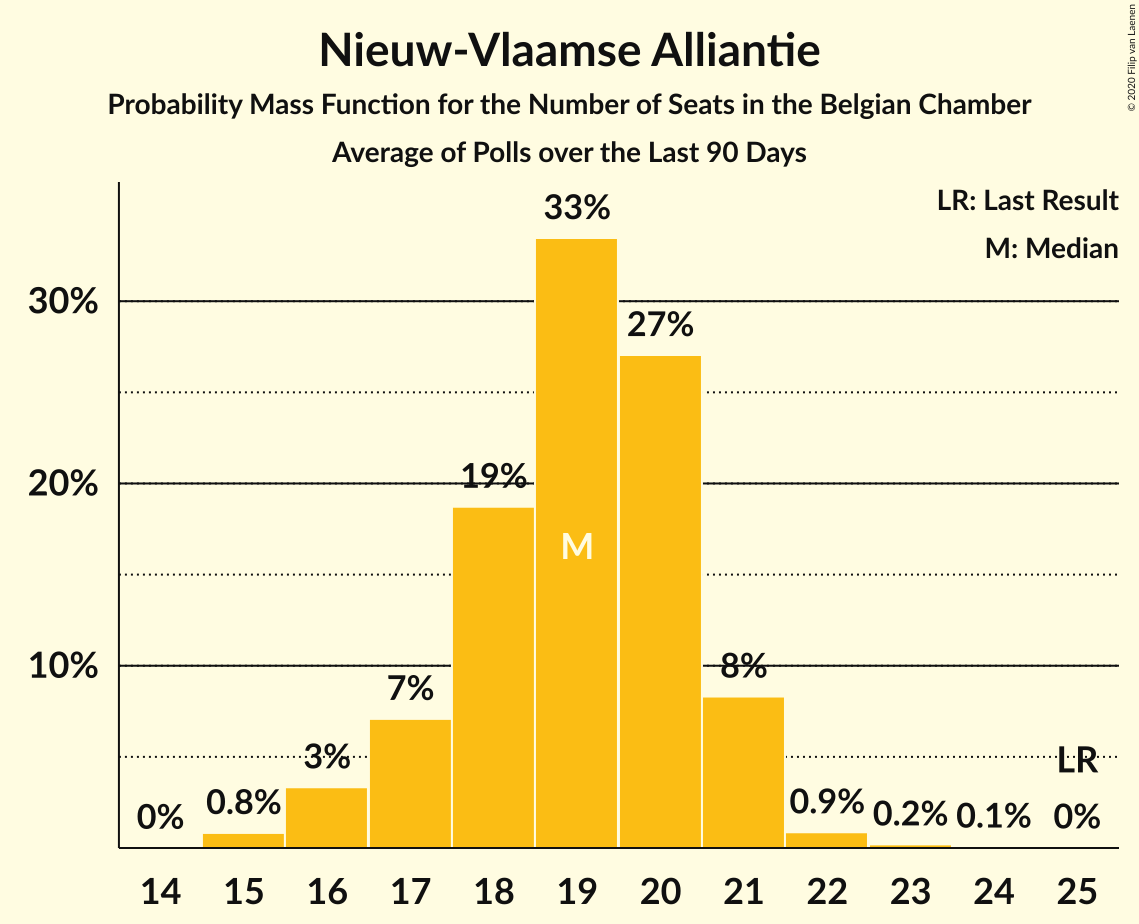 Nieuw-Vlaamse Alliantie
Probability Mass Function for the Number of Seats in the Belgian Chamber
Average of Polls over the Last 90 Days
© 2020 Filip van Laenen
LR: Last Result
M: Median
30%
20%
10%
0%
0.8%
3%
7%
19%
33%
M
27%
8%
0.9%
0.2%
0.1%
LR
0%
14 15 16 17 18 19 20 21 22 23 24 25